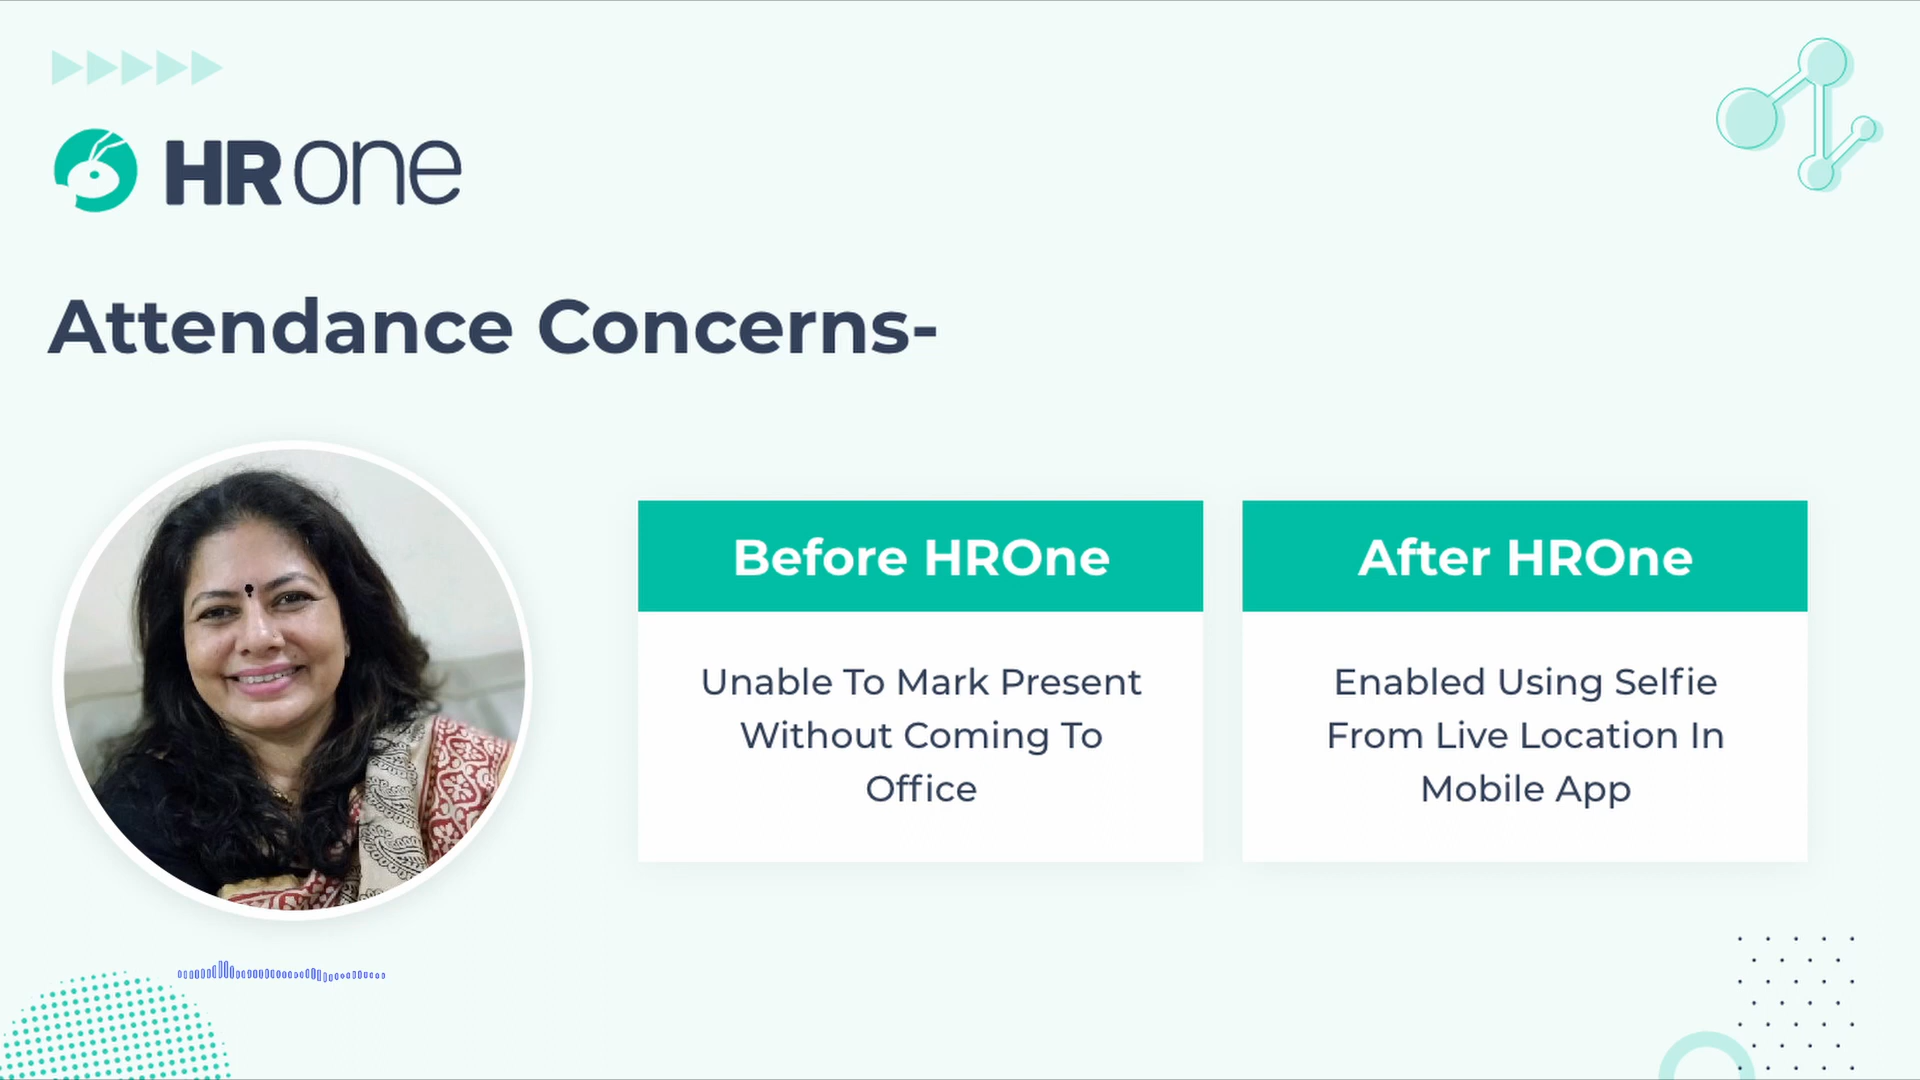 HR one
Attendance Concerns-
Before HROne
Unable To Mark Present
Without Coming To
Office
After HROne
Enabled Using Selfie
From Live Location In
Mobile App